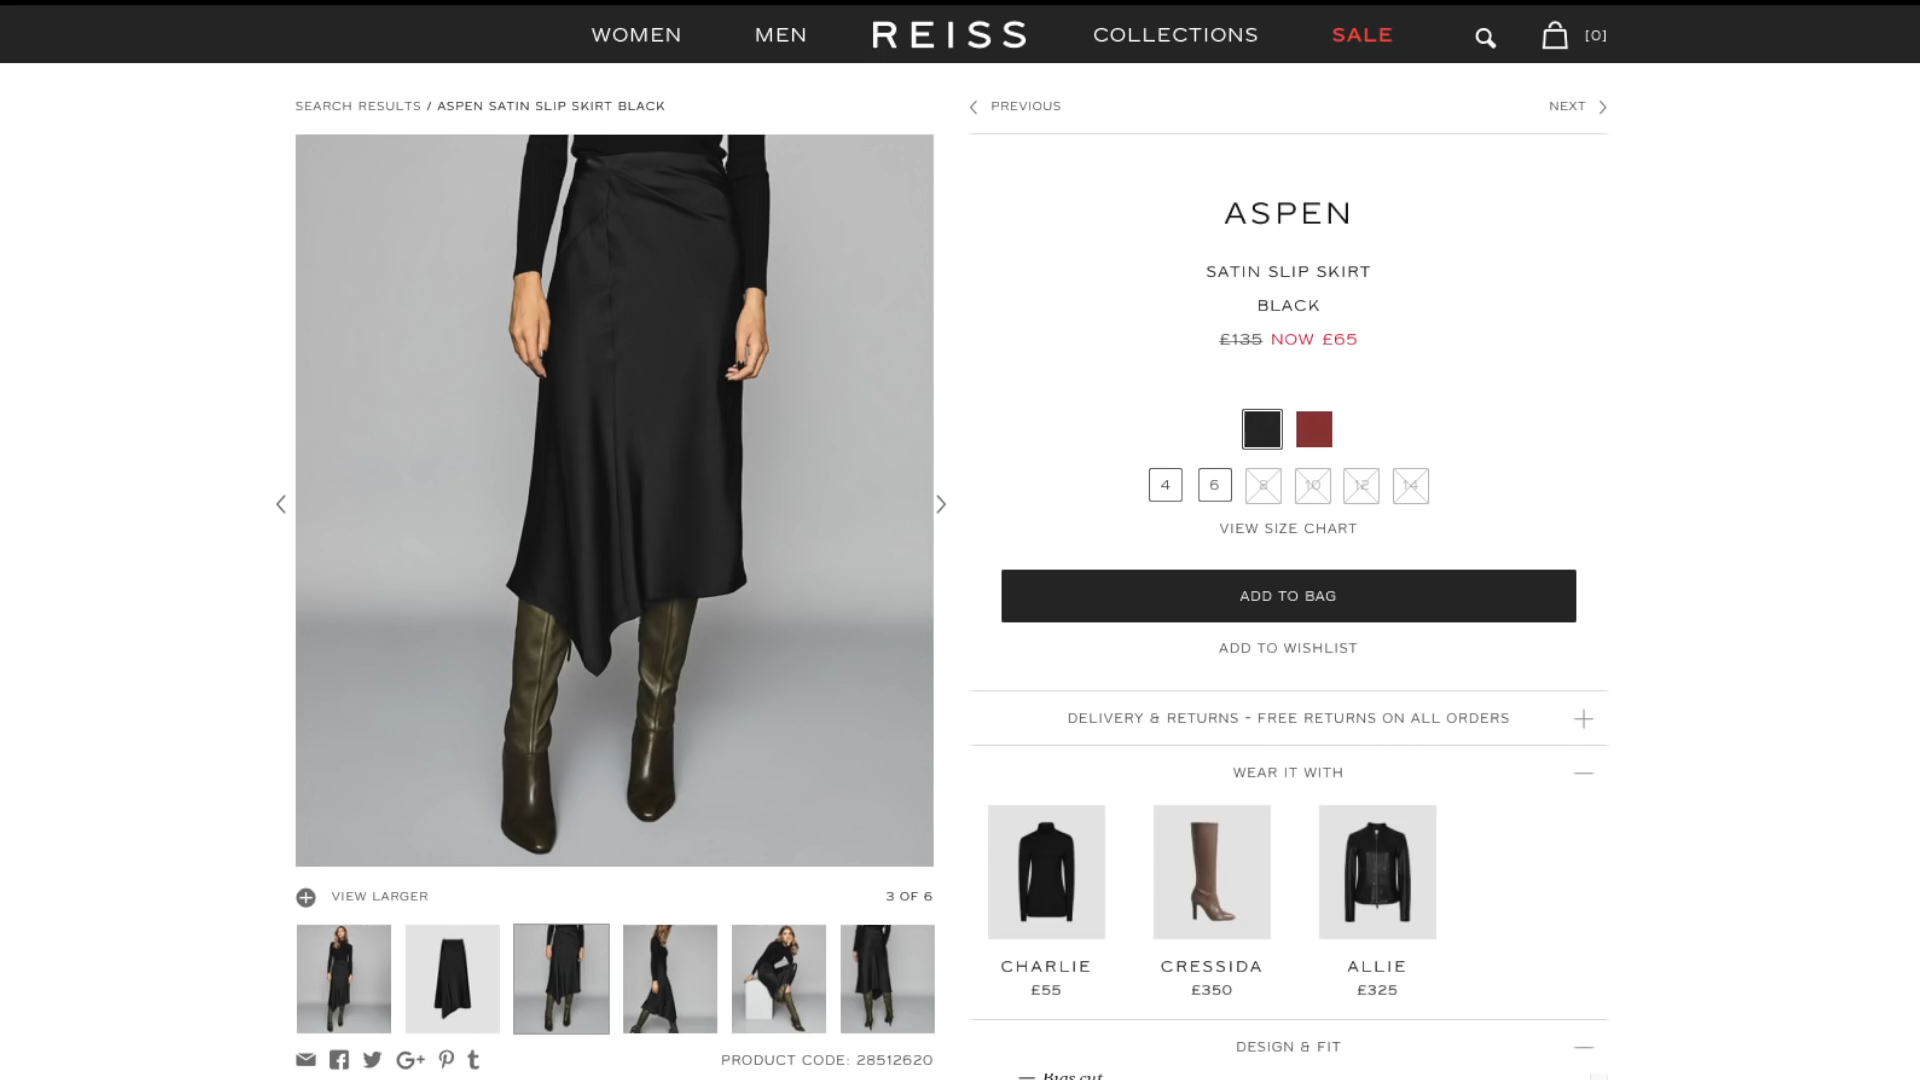 WOMEN
MEN
REISS
COLLECTIONS
SALE
[0]
SEARCH RESULTS / ASPEN SATIN SLIP SKIRT BLACK
PREVIOUS
NEXT
ASPEN
SATIN SLIP SKIRT
BLACK
£135 NOW £65
4
6
8
10
12
14
VIEW SIZE CHART
ADD TO BAG
ADD TO WISHLIST
DELIVERY & RETURNS - FREE RETURNS ON ALL ORDERS
WEAR IT WITH
CHARLIE
£55
CRESSIDA
£350
ALLIE
£325
DESIGN & FIT
Bias cut
VIEW LARGER
3 OF 6
PRODUCT CODE: 28512620